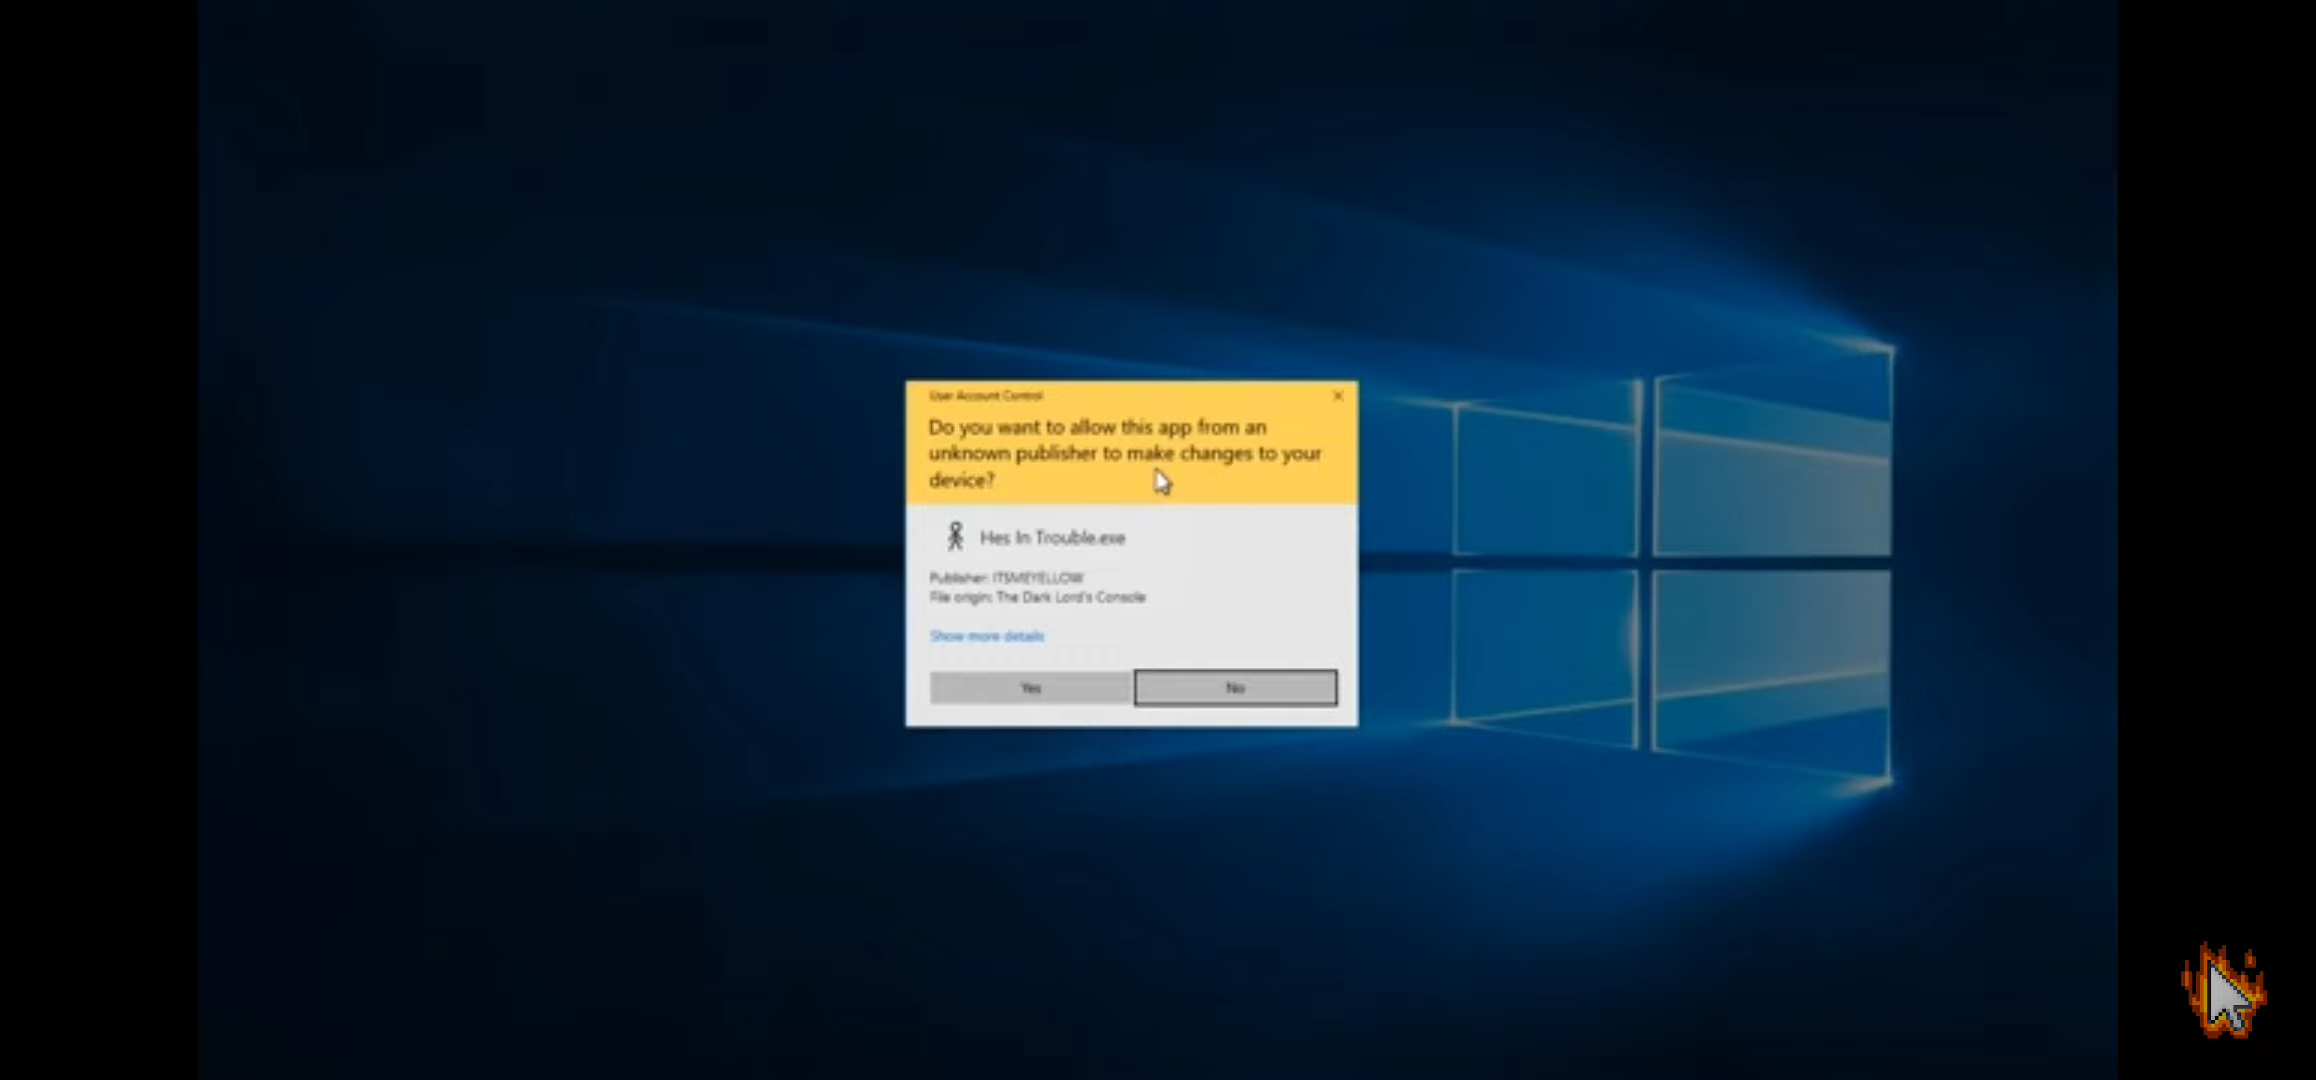 User Account Control
Do you want to allow this app from an
unknown publisher to make changes to your
device?
Hes In Trouble.exe
Publisher: ITSMEYELLOW
File origin: The Dark Lord's Console
Show more details
Yes
No